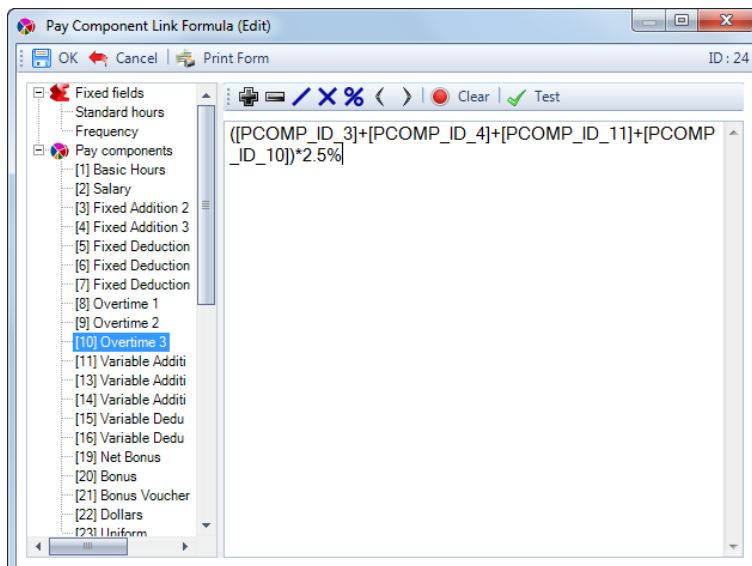 Pay Component Link Formula (Edit)
OK Cancel Print Form ID : 24
Fixed fields
Standard hours
Frequency
Pay components
[1] Basic Hours
[2] Salary
[3] Fixed Addition 2
[4] Fixed Addition 3
[5] Fixed Deduction
[6] Fixed Deduction
[7] Fixed Deduction
[8] Overtime 1
[9] Overtime 2
[10] Overtime 3
[11] Variable Additi
[13] Variable Additi
[14] Variable Additi
[15] Variable Dedu
[16] Variable Dedu
[19] Net Bonus
[20] Bonus
[21] Bonus Voucher
[22] Dollars
[23] Uniform
Clear Test
([PCOMP_ID_3]+[PCOMP_ID_4]+[PCOMP_ID_11]+[PCOMP
_ID_10])*2.5%